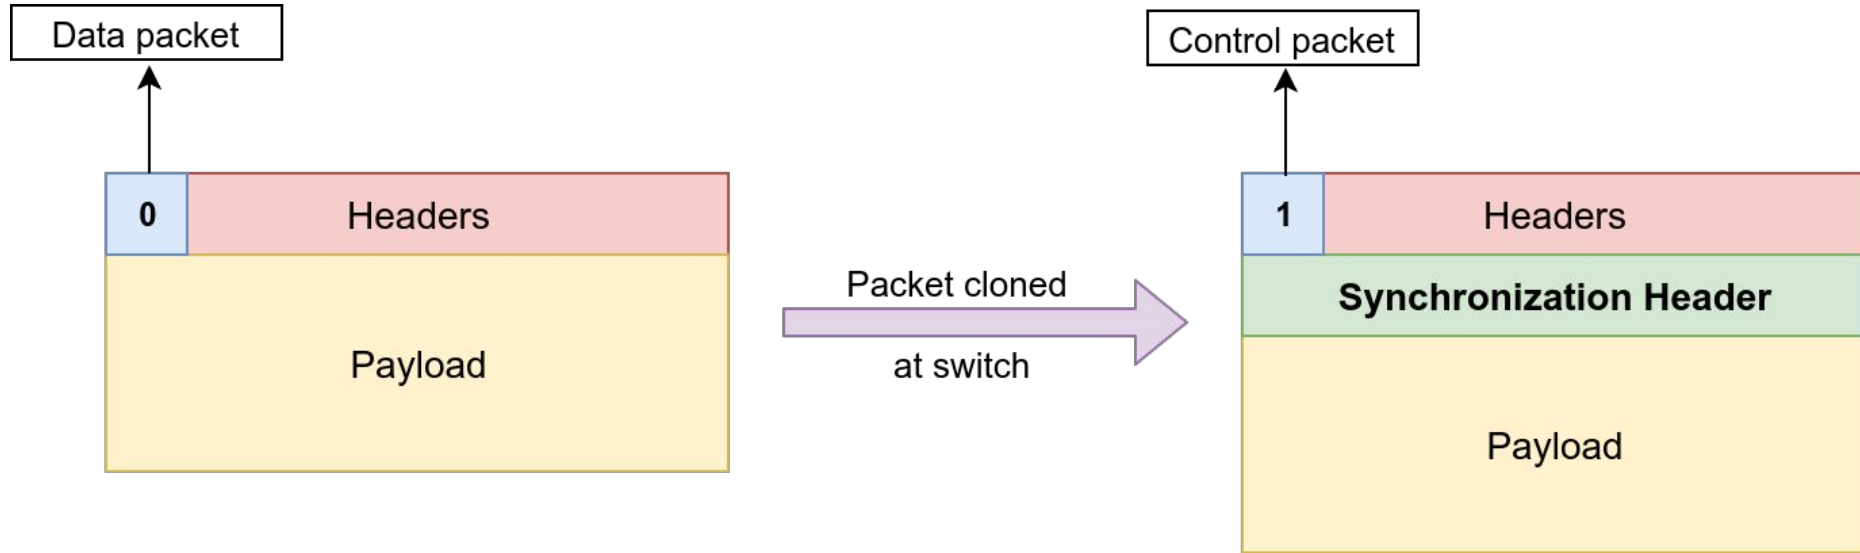 Data packet
Control packet
0
Headers
Payload
Packet cloned
at switch
1
Headers
Synchronization Header
Payload